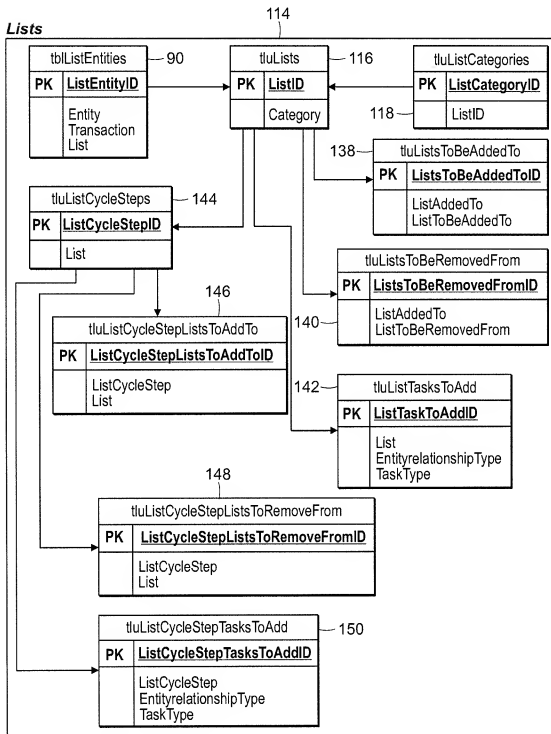 114
Lists
tblListEntities
90
PK ListEntityID
Entity
Transaction
List
tluLists
116
PK ListID
Category
tluListCategories
PK ListCategoryID
118
ListID
138
tluListsToBeAddedTo
PK ListsToBeAddedToID
ListAddedTo
ListToBeAddedTo
tluListCycleSteps
144
PK ListCycleStepID
List
tluListsToBeRemovedFrom
PK ListsToBeRemovedFromID
140
ListAddedTo
ListToBeRemovedFrom
146
tluListCycleStepListsToAddTo
PK ListCycleStepListsToAddToID
ListCycleStep
List
142
tluListTasksToAdd
PK ListTaskToAddID
List
EntityrelationshipType
TaskType
148
tluListCycleStepListsToRemoveFrom
PK ListCycleStepListsToRemoveFromID
ListCycleStep
List
tluListCycleStepTasksToAdd
150
PK ListCycleStepTasksToAddID
ListCycleStep
EntityrelationshipType
TaskType